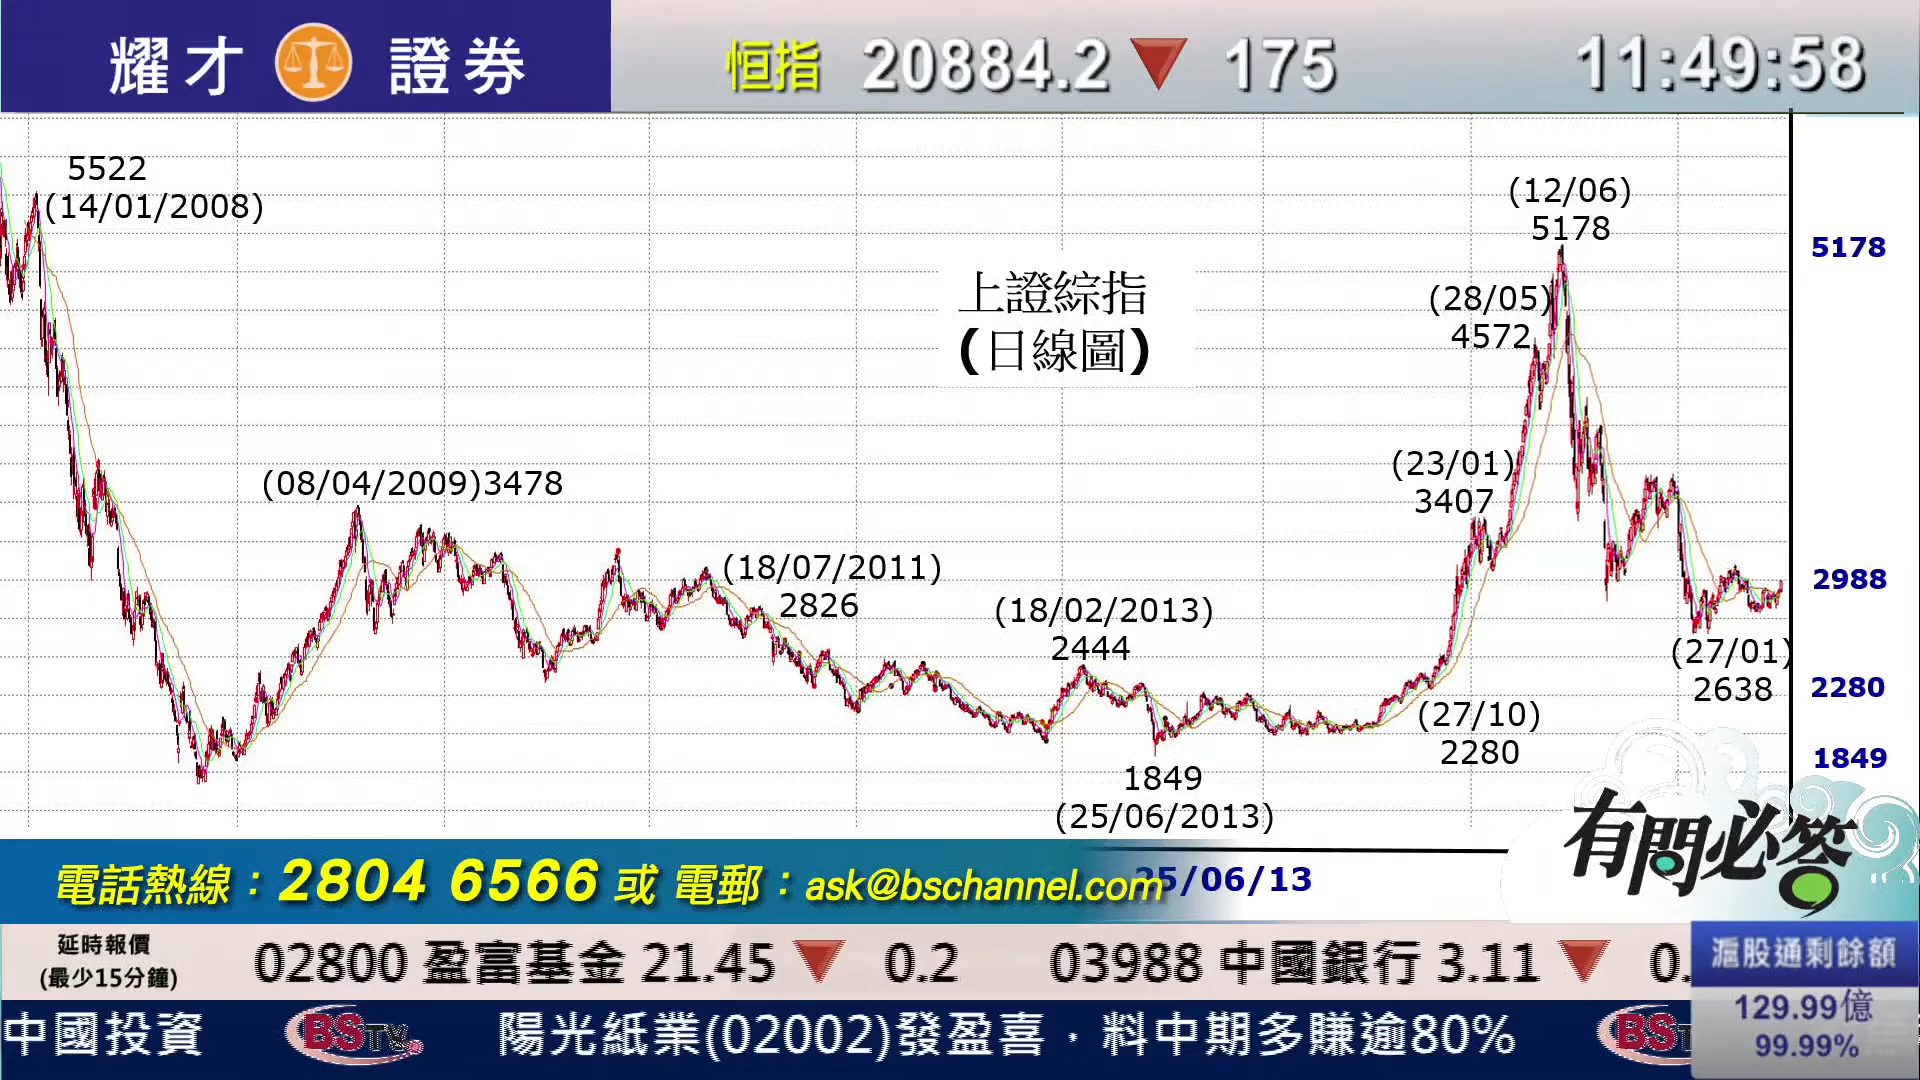 耀才 證券
恒指 20884.2 175
11:49:58
5522
(14/01/2008)
(12/06)
5178
5178
上證綜指
(日線圖)
(28/05)
4572
(23/01)
3407
(08/04/2009)3478
(18/07/2011)
2826
2988
(18/02/2013)
2444
(27/01)
2638
2280
(27/10)
2280
1849
1849
(25/06/2013)
有問必答
電話熱線：2804 6566 或 電郵：ask@bschannel.com
5/06/13
延時報價
(最少15分鐘)
02800 盈富基金 21.45 0.2 03988 中國銀行 3.11 0.
滬股通剩餘額
129.99億
99.99%
中國投資 BSTV 陽光紙業(02002)發盈喜．料中期多賺逾80% BST